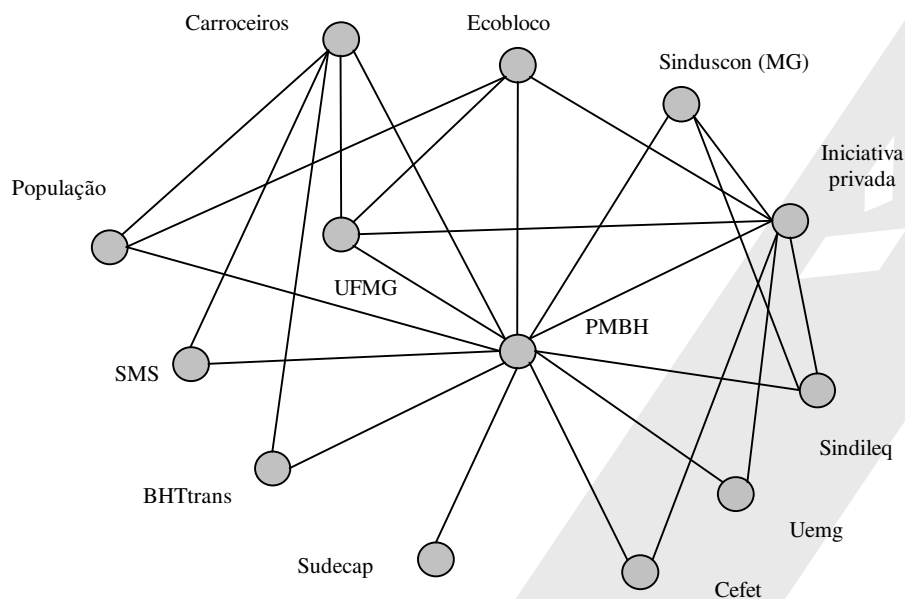 Carroceiros
Ecobloco
Sinduscon (MG)
Iniciativa
privada
População
UFMG
PMBH
SMS
Sindileq
BHTtrans
Uemg
Sudecap
Cefet